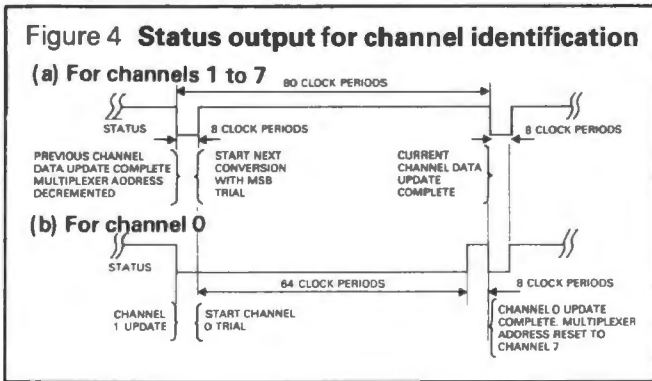 Figure 4 Status output for channel identification
(a) For channels 1 to 7
80 CLOCK PERIODS
STATUS
8 CLOCK PERIODS
8 CLOCK PERIODS
PREVIOUS CHANNEL
DATA UPDATE COMPLETE
MULTIPLEXER ADDRESS
DECREMENTED
START NEXT
CONVERSION
WITH MSB
TRIAL
CURRENT
CHANNEL DATA
UPDATE
COMPLETE
(b) For channel 0
STATUS
64 CLOCK PERIODS
8 CLOCK PERIODS
CHANNEL
1 UPDATE
START CHANNEL
0 TRIAL
CHANNEL 0 UPDATE
COMPLETE. MULTIPLEXER
ADDRESS RESET TO
CHANNEL 7